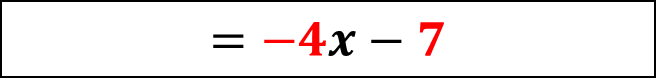 = −4x − 7